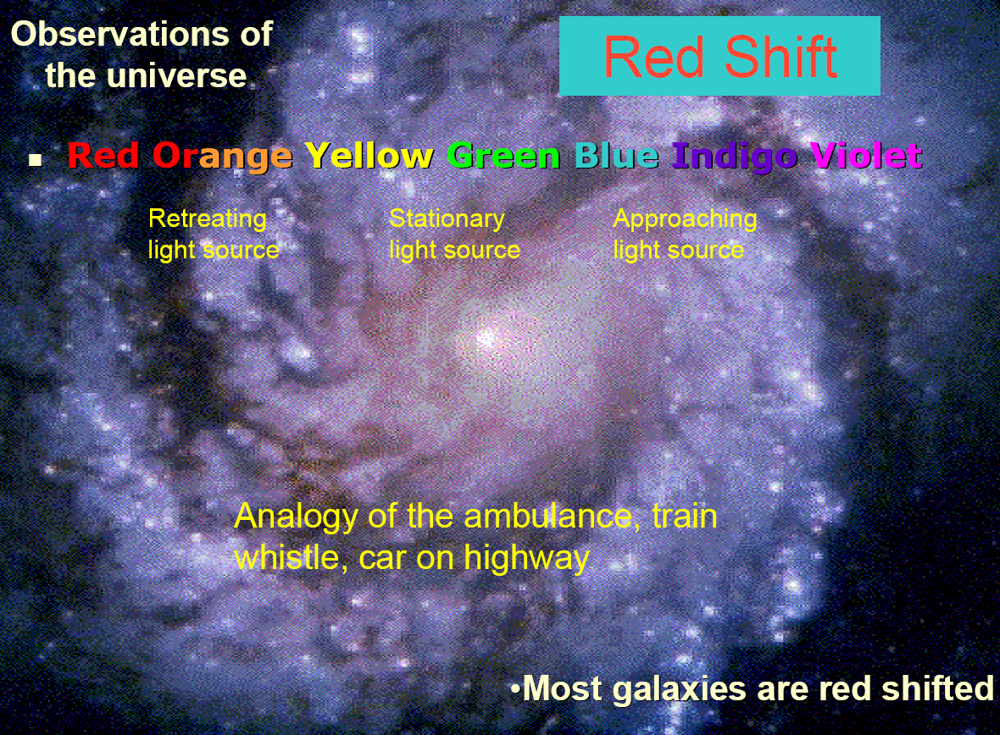 Observations of
the universe
Red Shift
Red Orange Yellow Green Blue Indigo Violet
Retreating
light source
Stationary
light source
Approaching
light source
Analogy of the ambulance, train
whistle, car on highway
•Most galaxies are red shifted